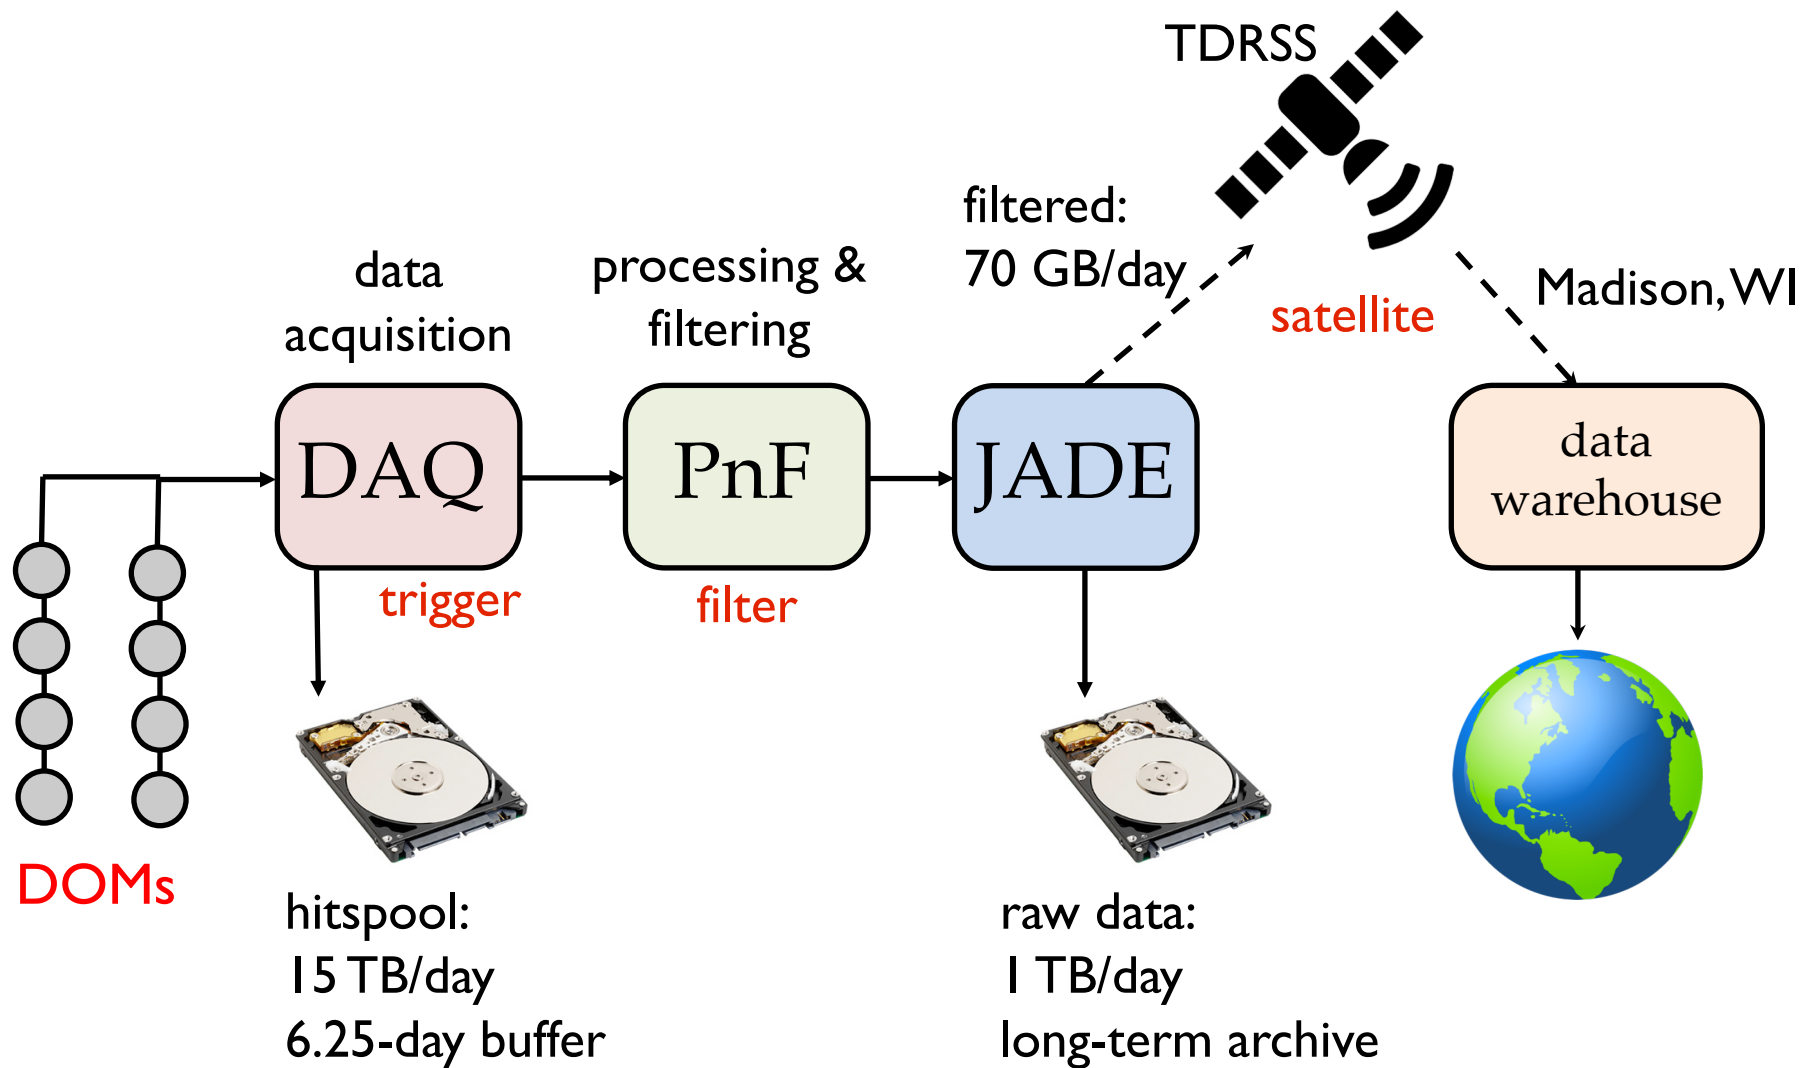 TDRSS
filtered:
70 GB/day
data
acquisition
processing &
filtering
satellite
Madison, WI
DAQ
PnF
JADE
data
warehouse
trigger
filter
DOMs
hitspool:
15 TB/day
6.25-day buffer
raw data:
1 TB/day
long-term archive